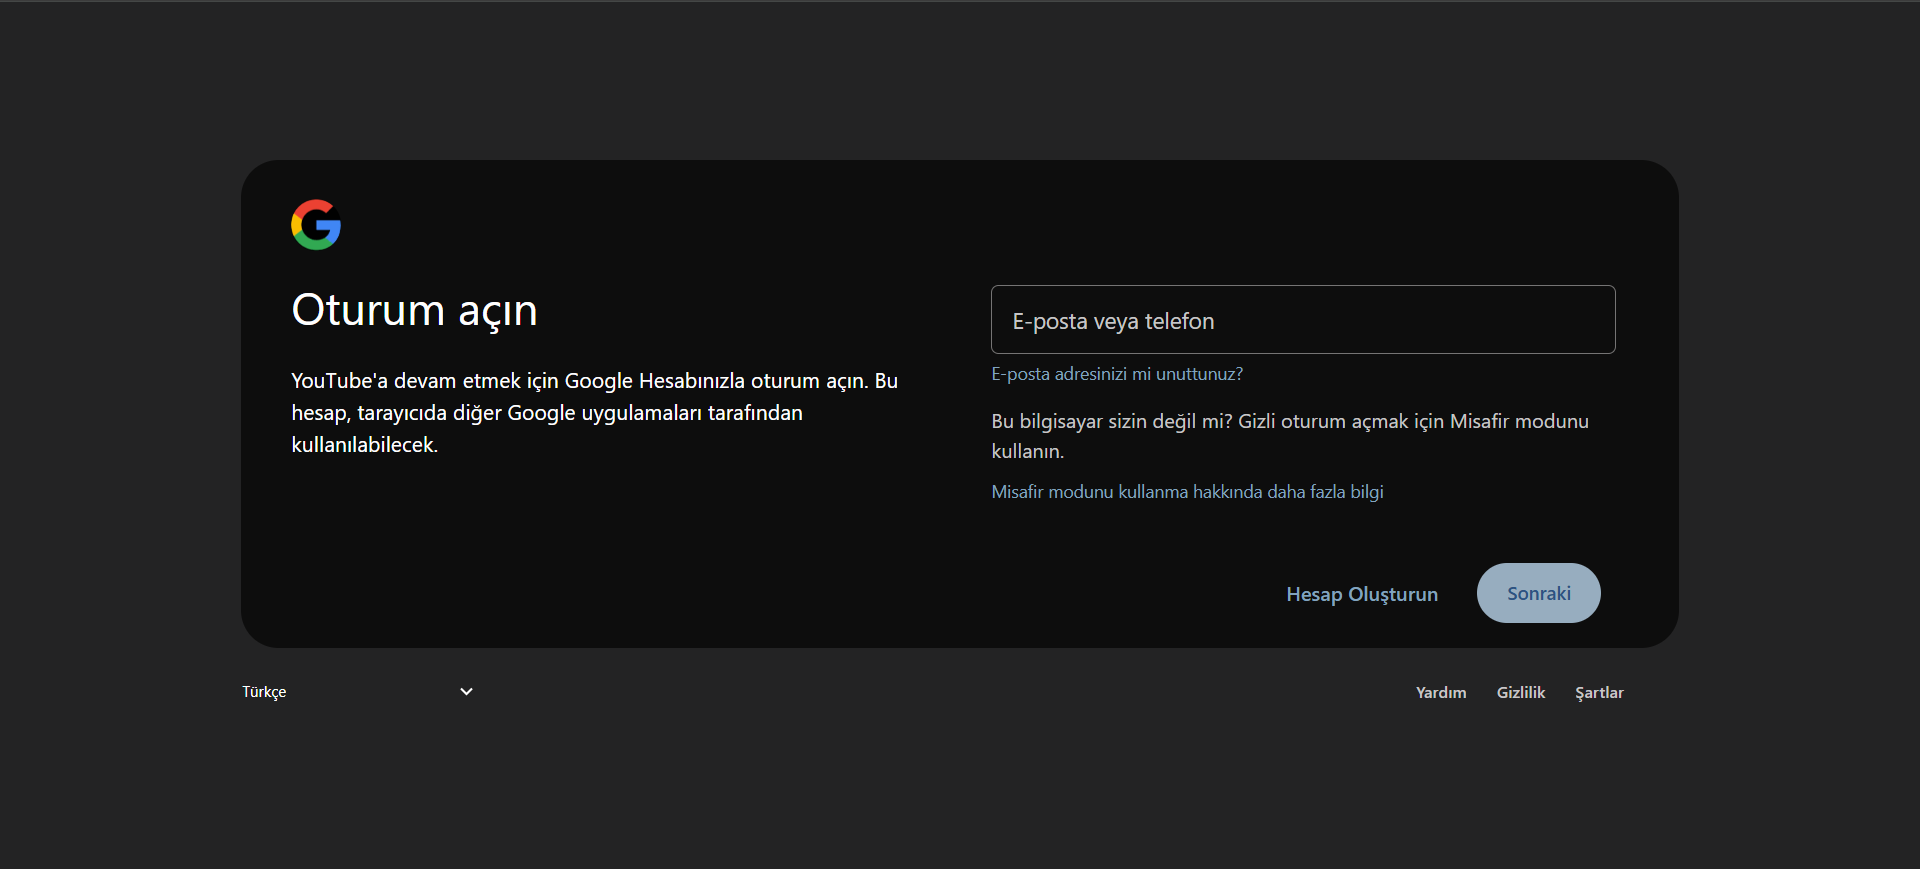 Oturum açın
YouTube'a devam etmek için Google Hesabınızla oturum açın. Bu
hesap, tarayıcıda diğer Google uygulamaları tarafından
kullanılabilecek.
E-posta veya telefon
E-posta adresinizi mi unuttunuz?
Bu bilgisayar sizin değil mi? Gizli oturum açmak için Misafir modunu
kullanın.
Misafir modunu kullanma hakkında daha fazla bilgi
Hesap Oluşturun
Sonraki
Türkçe
Yardım
Gizlilik
Şartlar